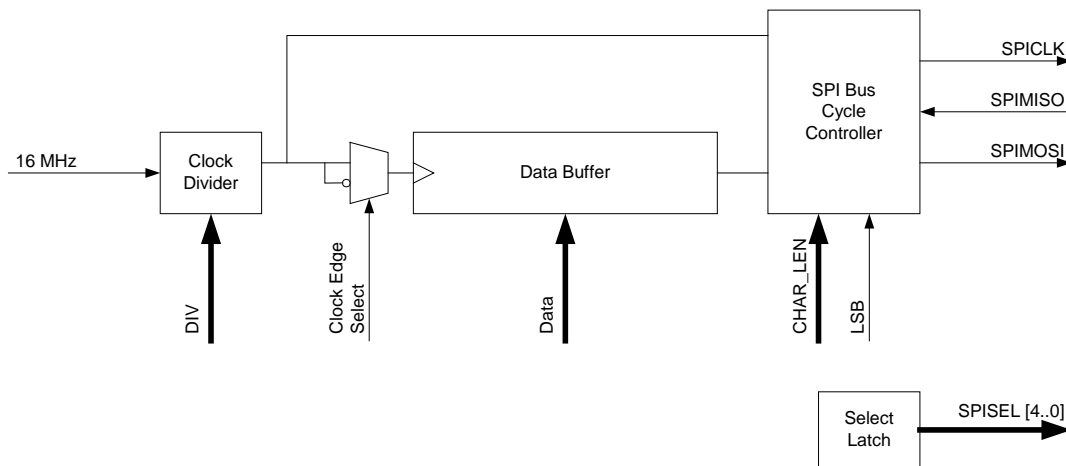 SPICLK
SPI Bus
Cycle
Controller
SPIMISO
16 MHz
Clock
Divider
Data Buffer
SPIMOSI
DIV
Clock Edge
Select
Data
CHAR_LEN
LSB
Select
Latch
SPISEL [4..0]